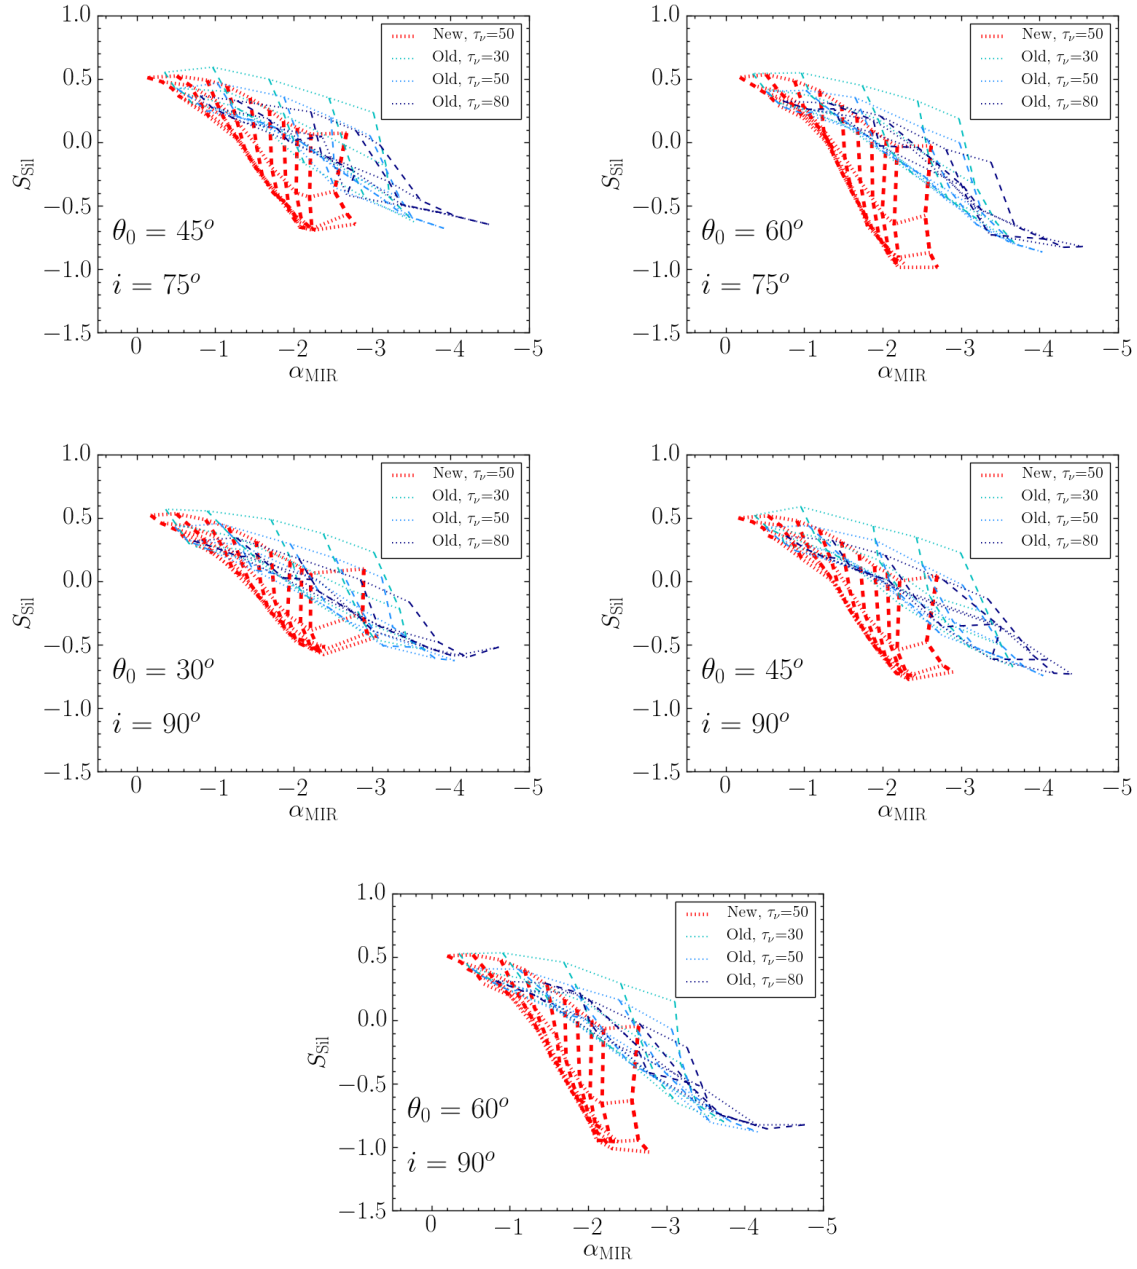 1.0
0.5
0.0
−0.5
−1.0
−1.5
S_Sil
New, τ_ν=50
Old, τ_ν=30
Old, τ_ν=50
Old, τ_ν=80
θ_0 = 45^o
i = 75^o
0 −1 −2 −3 −4 −5
α_MIR
1.0
0.5
0.0
−0.5
−1.0
−1.5
S_Sil
New, τ_ν=50
Old, τ_ν=30
Old, τ_ν=50
Old, τ_ν=80
θ_0 = 60^o
i = 75^o
0 −1 −2 −3 −4 −5
α_MIR
1.0
0.5
0.0
−0.5
−1.0
−1.5
S_Sil
New, τ_ν=50
Old, τ_ν=30
Old, τ_ν=50
Old, τ_ν=80
θ_0 = 30^o
i = 90^o
0 −1 −2 −3 −4 −5
α_MIR
1.0
0.5
0.0
−0.5
−1.0
−1.5
S_Sil
New, τ_ν=50
Old, τ_ν=30
Old, τ_ν=50
Old, τ_ν=80
θ_0 = 45^o
i = 90^o
0 −1 −2 −3 −4 −5
α_MIR
1.0
0.5
0.0
−0.5
−1.0
−1.5
S_Sil
New, τ_ν=50
Old, τ_ν=30
Old, τ_ν=50
Old, τ_ν=80
θ_0 = 60^o
i = 90^o
0 −1 −2 −3 −4 −5
α_MIR